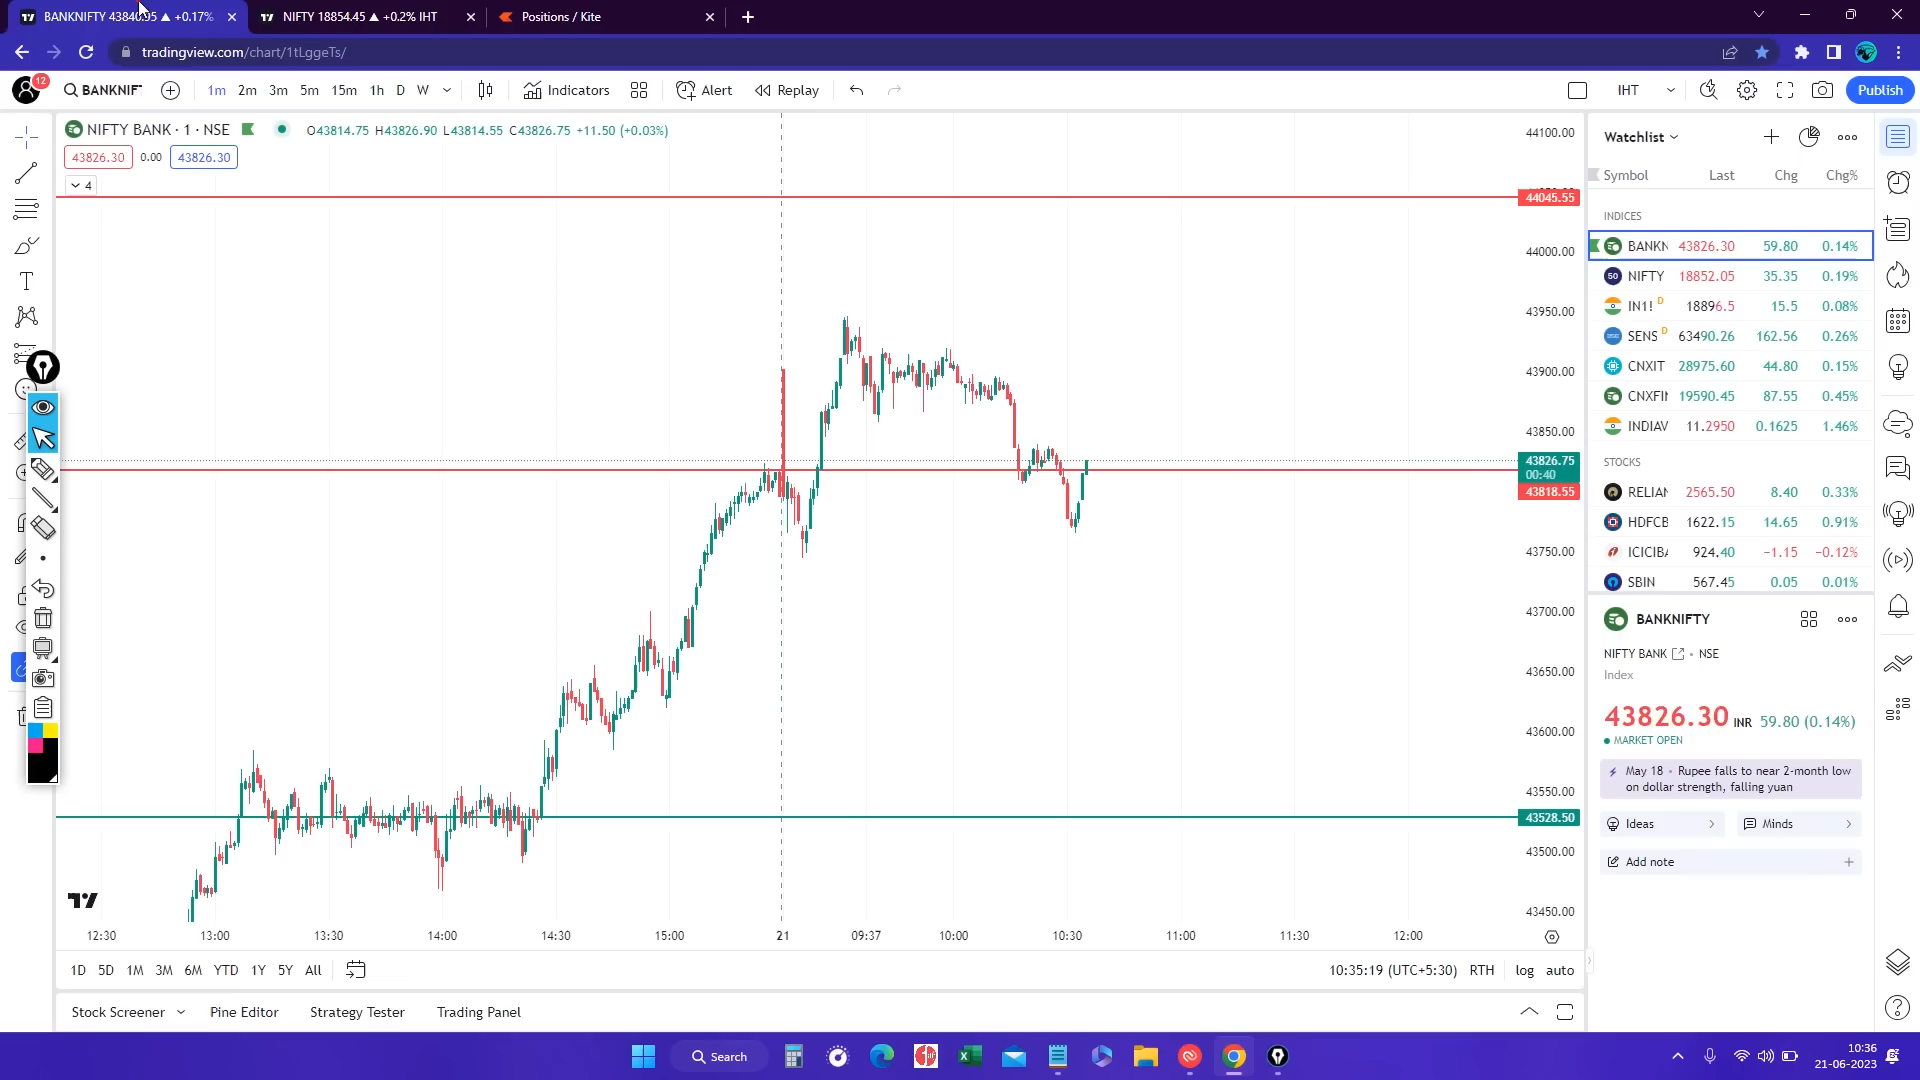 BANKNIFTY 43840.95 ▲ +0.17%
NIFTY 18854.45 ▲ +0.2% IHT
Positions / Kite
tradingview.com/chart/1tLggeTs/
12
BANKNIF
1m 2m 3m 5m 15m 1h D W
Indicators
Alert
Replay
IHT
Publish
NIFTY BANK · 1 · NSE
O43814.75 H43826.90 L43814.55 C43826.75 +11.50 (+0.03%)
43826.30 0.00 43826.30
4
44100.00
44045.55
44000.00
43950.00
43900.00
43850.00
43826.75
00:40
43818.55
43750.00
43700.00
43650.00
43600.00
43550.00
43528.50
43500.00
43450.00
12:30 13:00 13:30 14:00 14:30 15:00 21 09:37 10:00 10:30 11:00 11:30 12:00
1D 5D 1M 3M 6M YTD 1Y 5Y All
10:35:19 (UTC+5:30) RTH log auto
Stock Screener Pine Editor Strategy Tester Trading Panel
Watchlist
Symbol Last Chg Chg%
INDICES
BANKN 43826.30 59.80 0.14%
50 NIFTY 18852.05 35.35 0.19%
IN1! D 18896.5 15.5 0.08%
SENS D 63490.26 162.56 0.26%
CNXIT 28975.60 44.80 0.15%
CNXFIN 19590.45 87.55 0.45%
INDIAV 11.2950 0.1625 1.46%
STOCKS
RELIAN 2565.50 8.40 0.33%
HDFCB 1622.15 14.65 0.91%
ICICIBA 924.40 −1.15 −0.12%
SBIN 567.45 0.05 0.01%
BANKNIFTY
NIFTY BANK • NSE
Index
43826.30 INR 59.80 (0.14%)
MARKET OPEN
May 18 • Rupee falls to near 2-month low
on dollar strength, falling yuan
Ideas
Minds
Add note
Search
10:36
21-06-2023